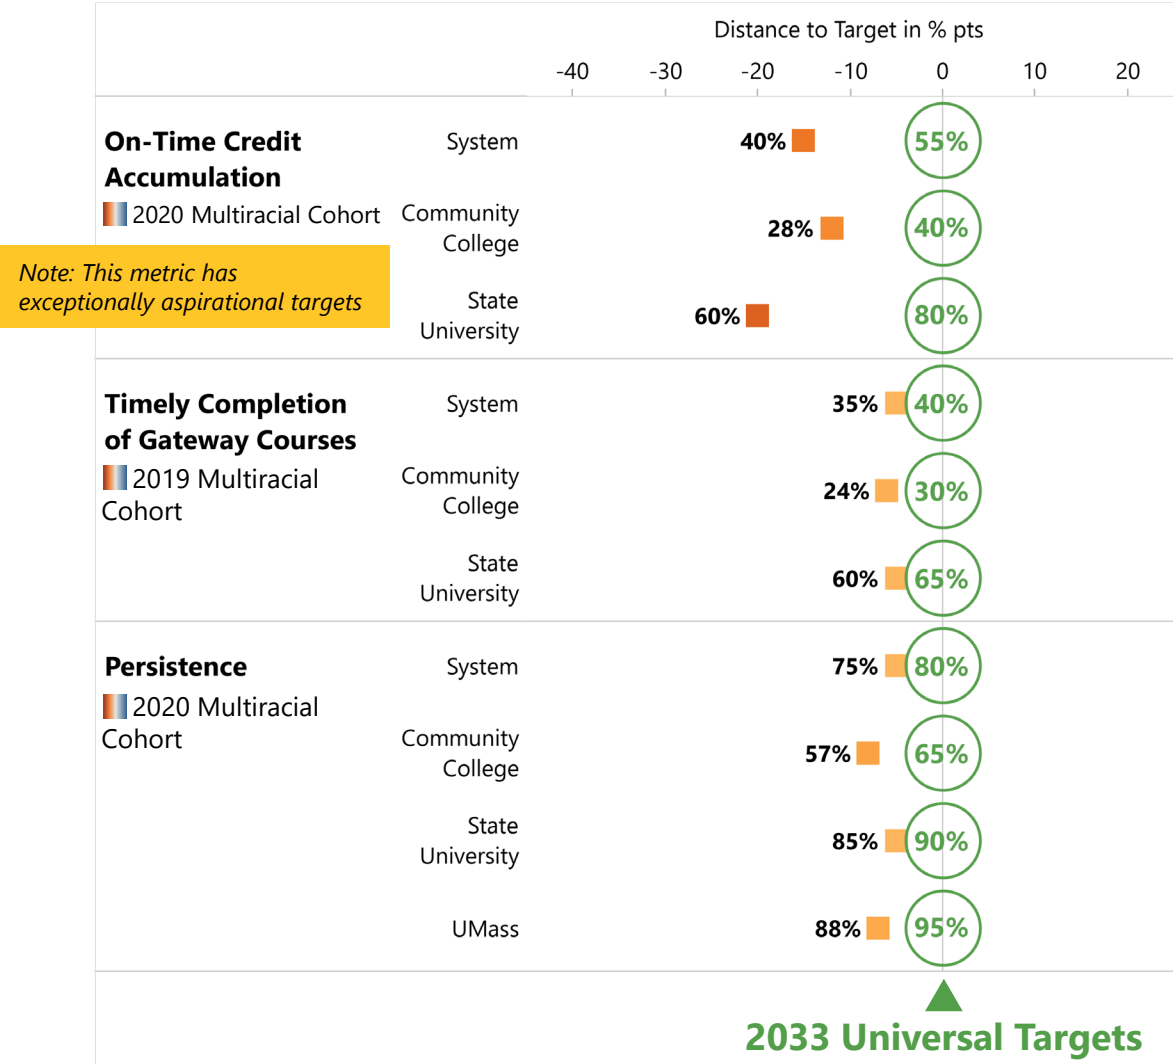 Distance to Target in % pts
-40 -30 -20 -10 0 10 20
On-Time Credit
Accumulation
2020 Multiracial Cohort
Note: This metric has
exceptionally aspirational targets
System
40% 55%
Community
College
28% 40%
State
University
60% 80%
Timely Completion
of Gateway Courses
2019 Multiracial
Cohort
System
35% 40%
Community
College
24% 30%
State
University
60% 65%
Persistence
2020 Multiracial
Cohort
System
75% 80%
Community
College
57% 65%
State
University
85% 90%
UMass
88% 95%
2033 Universal Targets